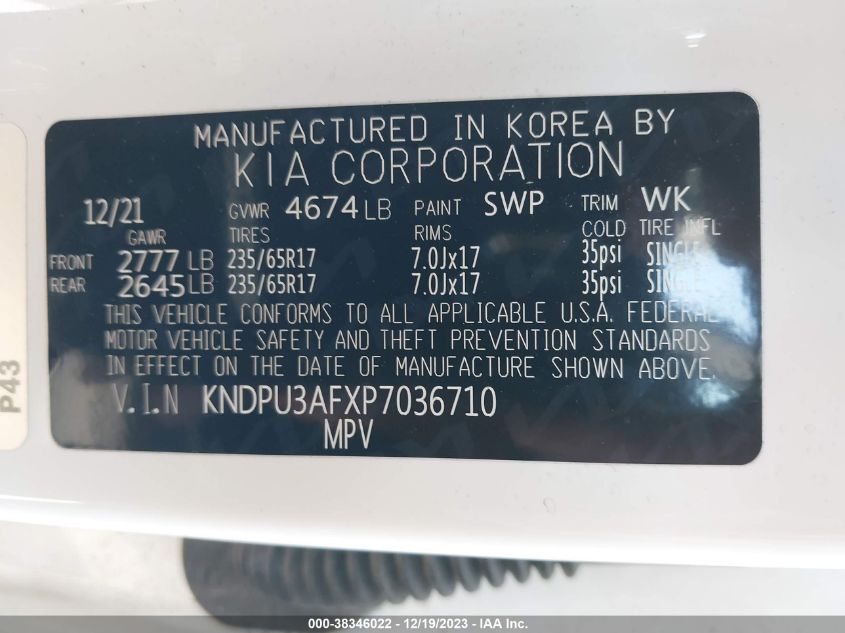 MANUFACTURED IN KOREA BY
KIA CORPORATION
12/21 GVWR 4674 LB PAINT SWP TRIM WK
GAWR TIRES RIMS COLD TIRE INFL
FRONT 2777 LB 235/65R17 7.0Jx17 35psi SINGLE
REAR 2645 LB 235/65R17 7.0Jx17 35psi SINGLE
THIS VEHICLE CONFORMS TO ALL APPLICABLE U.S.A. FEDERAL
MOTOR VEHICLE SAFETY AND THEFT PREVENTION STANDARDS
IN EFFECT ON THE DATE OF MANUFACTURE SHOWN ABOVE.
V.I.N KNDPU3AFXP7036710
MPV
P43
000-38346022 - 12/19/2023 - IAA Inc.